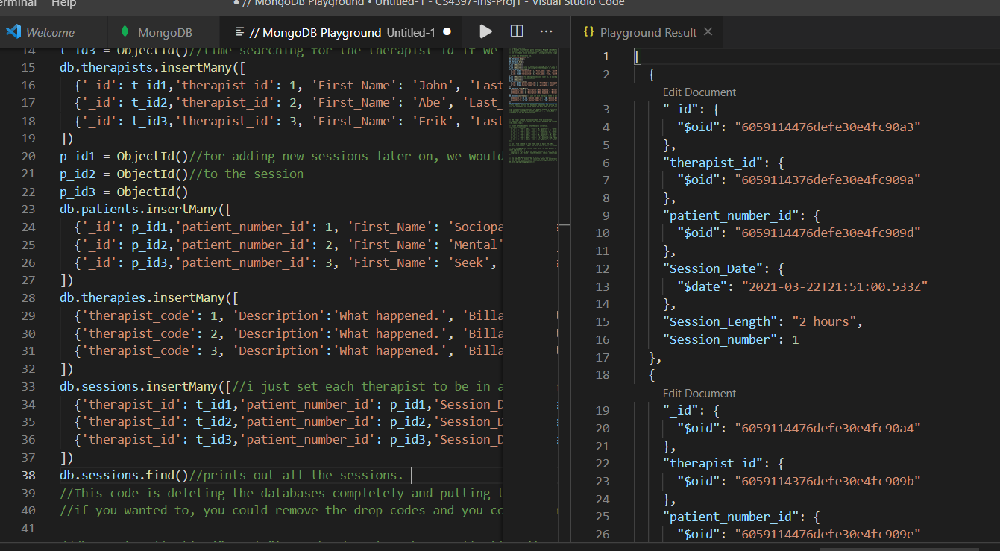 erminal Help ● // MongoDB Playground • Untitled-1 - CS4397-Iris-Proj1 - Visual Studio Code
Welcome MongoDB // MongoDB Playground Untitled-1 ● ···
14 t_id3 = ObjectId()//time searching for the therapist id if we
15 db.therapists.insertMany([
16 {'_id': t_id1,'therapist_id': 1, 'First_Name': 'John', 'Last
17 {'_id': t_id2,'therapist_id': 2, 'First_Name': 'Abe', 'Last_
18 {'_id': t_id3,'therapist_id': 3, 'First_Name': 'Erik', 'Last
19 ])
20 p_id1 = ObjectId()//for adding new sessions later on, we would
21 p_id2 = ObjectId()//to the session
22 p_id3 = ObjectId()
23 db.patients.insertMany([
24 {'_id': p_id1,'patient_number_id': 1, 'First_Name': 'Sociopa
25 {'_id': p_id2,'patient_number_id': 2, 'First_Name': 'Mental'
26 {'_id': p_id3,'patient_number_id': 3, 'First_Name': 'Seek',
27 ])
28 db.therapies.insertMany([
29 {'therapist_code': 1, 'Description':'What happened.', 'Billa
30 {'therapist_code': 2, 'Description':'What happened.', 'Billa
31 {'therapist_code': 3, 'Description':'What happened.', 'Billa
32 ])
33 db.sessions.insertMany([//i just set each therapist to be in a
34 {'therapist_id': t_id1,'patient_number_id': p_id1,'Session_D
35 {'therapist_id': t_id2,'patient_number_id': p_id2,'Session_D
36 {'therapist_id': t_id3,'patient_number_id': p_id3,'Session_D
37 ])
38 db.sessions.find()//prints out all the sessions.
39 //This code is deleting the databases completely and putting t
40 //if you wanted to, you could remove the drop codes and you co
41
{} Playground Result ×
1 [
2 {
Edit Document
3 "_id": {
4 "$oid": "6059114476defe30e4fc90a3"
5 },
6 "therapist_id": {
7 "$oid": "6059114376defe30e4fc909a"
8 },
9 "patient_number_id": {
10 "$oid": "6059114476defe30e4fc909d"
11 },
12 "Session_Date": {
13 "$date": "2021-03-22T21:51:00.533Z"
14 },
15 "Session_Length": "2 hours",
16 "Session_number": 1
17 },
18 {
Edit Document
19 "_id": {
20 "$oid": "6059114476defe30e4fc90a4"
21 },
22 "therapist_id": {
23 "$oid": "6059114376defe30e4fc909b"
24 },
25 "patient_number_id": {
26 "$oid": "6059114476defe30e4fc909e"